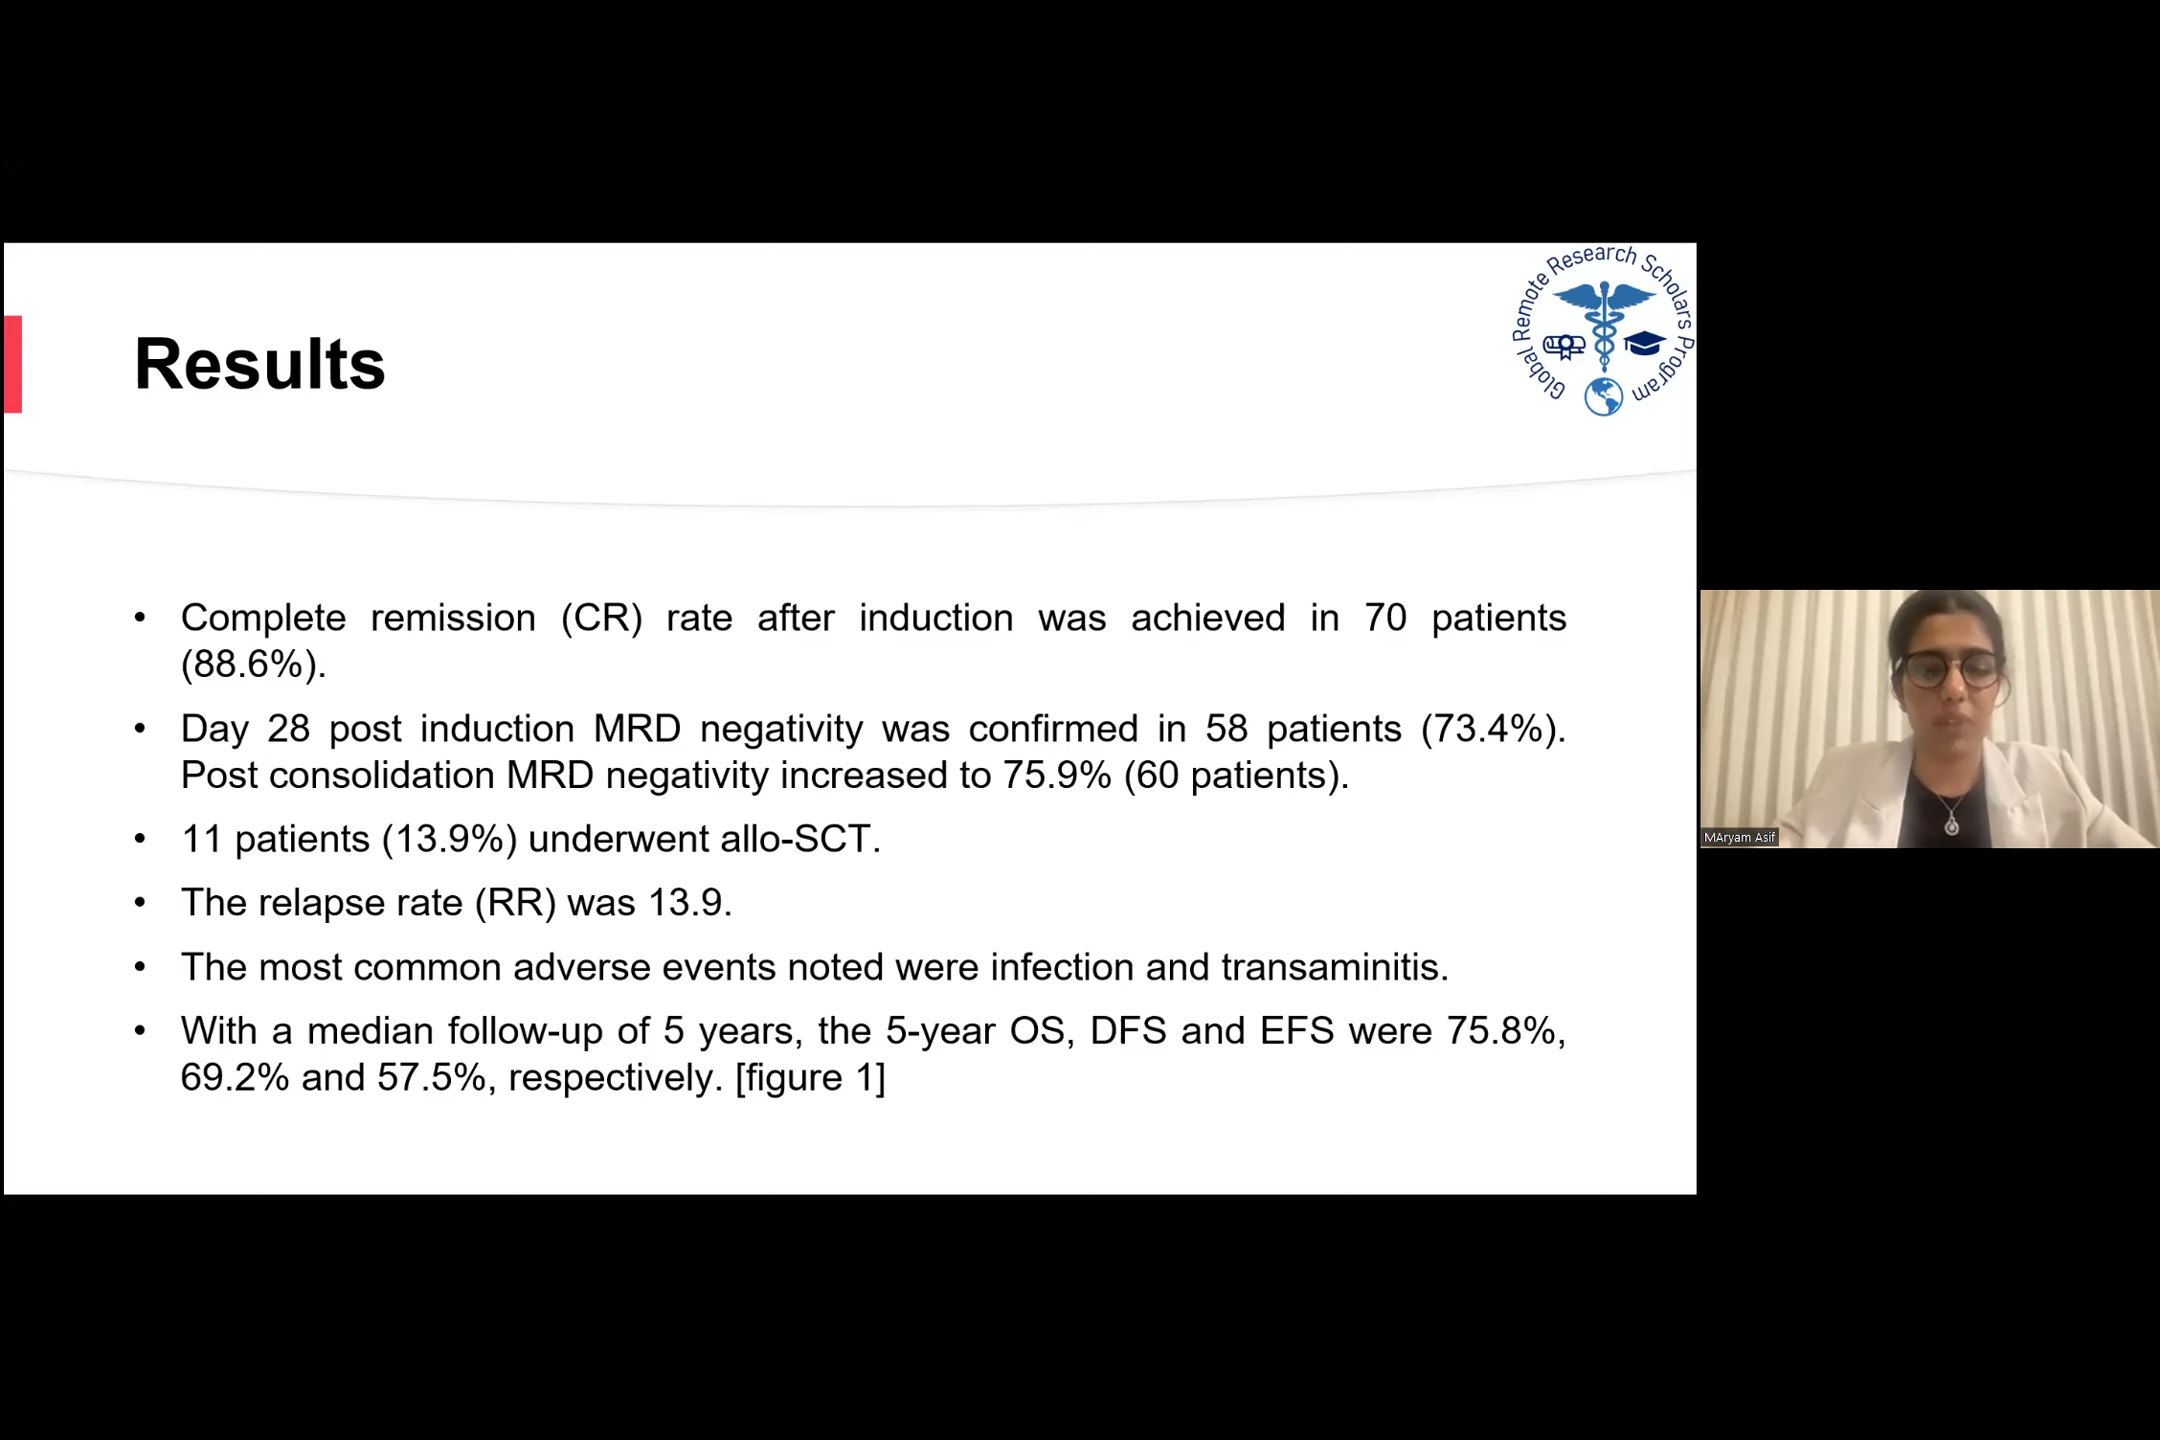 Global Remote Research Scholars Program
Results
• Complete remission (CR) rate after induction was achieved in 70 patients
(88.6%).
• Day 28 post induction MRD negativity was confirmed in 58 patients (73.4%).
Post consolidation MRD negativity increased to 75.9% (60 patients).
• 11 patients (13.9%) underwent allo-SCT.
• The relapse rate (RR) was 13.9.
• The most common adverse events noted were infection and transaminitis.
• With a median follow-up of 5 years, the 5-year OS, DFS and EFS were 75.8%,
69.2% and 57.5%, respectively. [figure 1]
MAryam Asif